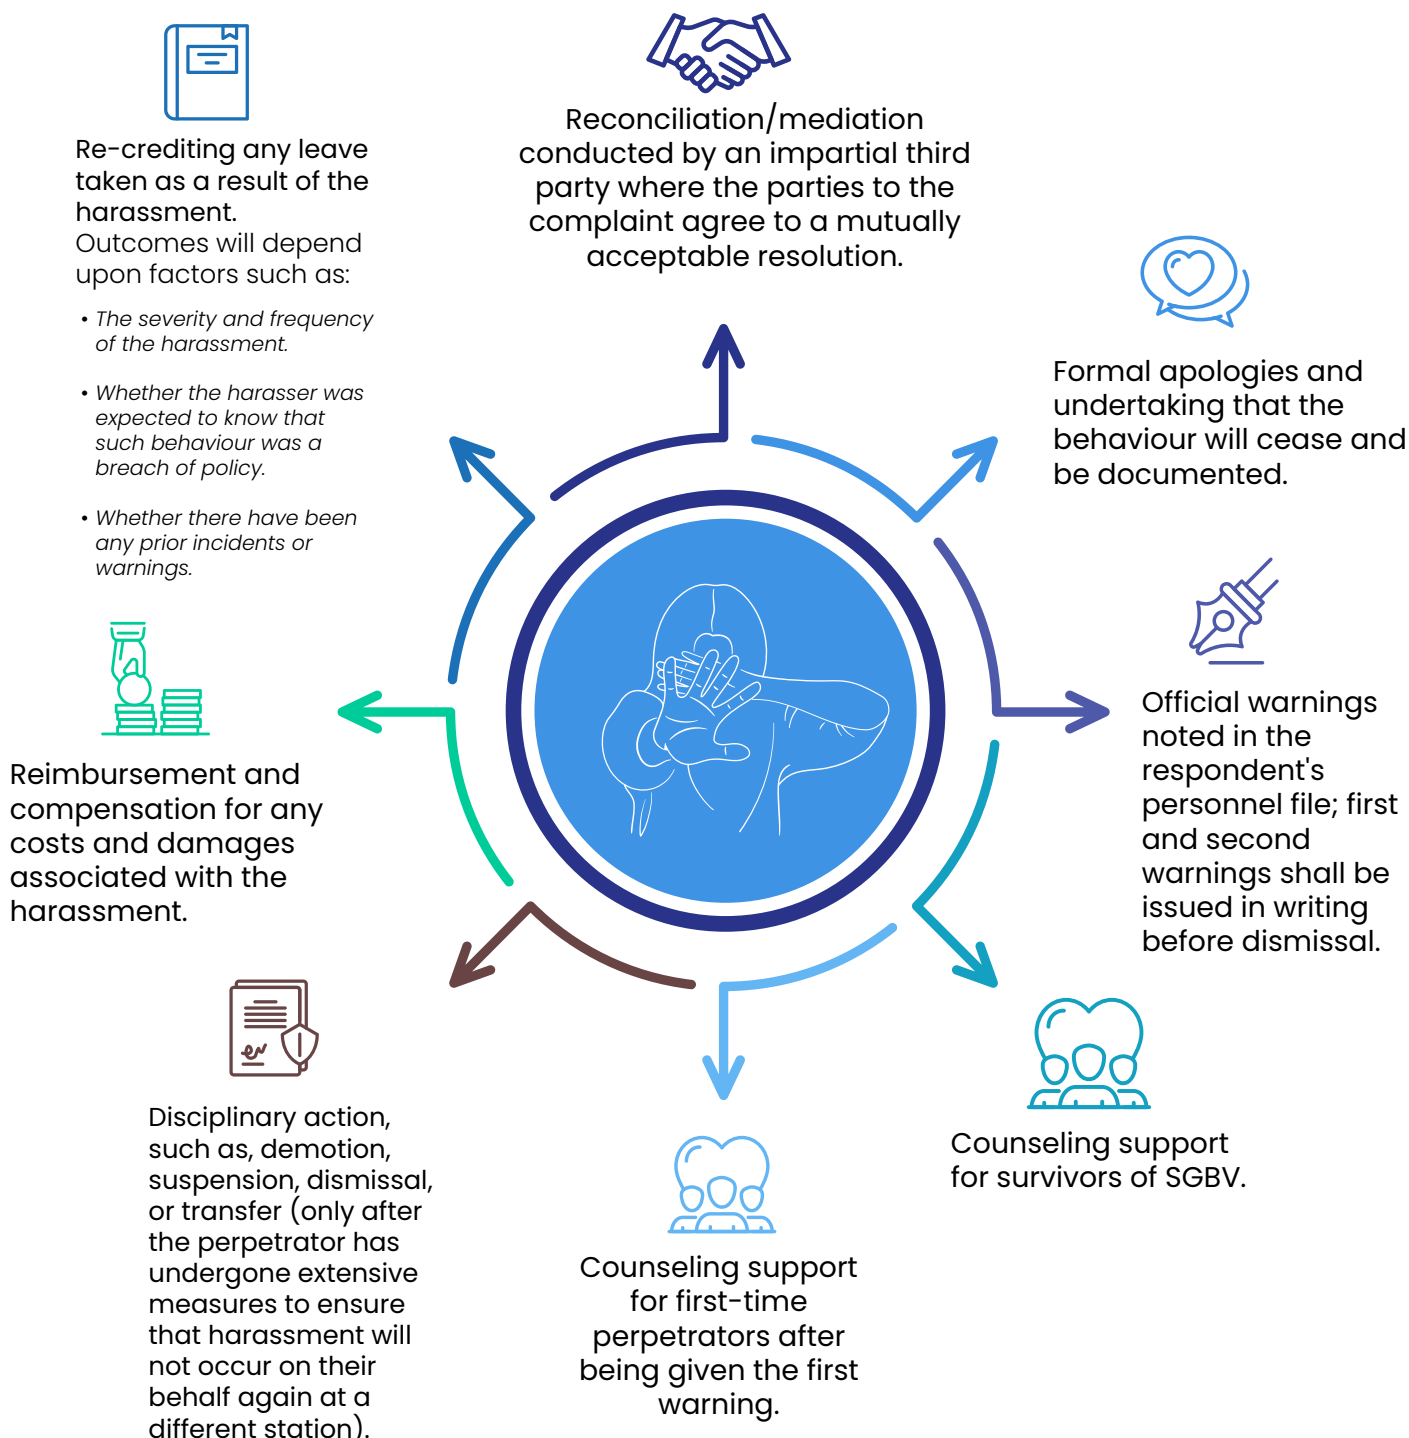 Reconciliation/mediation
conducted by an impartial third
party where the parties to the
complaint agree to a mutually
acceptable resolution.
Formal apologies and
undertaking that the
behaviour will cease and
be documented.
Official warnings
noted in the
respondent's
personnel file; first
and second
warnings shall be
issued in writing
before dismissal.
Counseling support
for survivors of SGBV.
Counseling support
for first-time
perpetrators after
being given the first
warning.
Disciplinary action,
such as, demotion,
suspension, dismissal,
or transfer (only after
the perpetrator has
undergone extensive
measures to ensure
that harassment will
not occur on their
behalf again at a
different station).
Reimbursement and
compensation for any
costs and damages
associated with the
harassment.
Re-crediting any leave
taken as a result of the
harassment.
Outcomes will depend
upon factors such as:
• The severity and frequency
of the harassment.
• Whether the harasser was
expected to know that
such behaviour was a
breach of policy.
• Whether there have been
any prior incidents or
warnings.